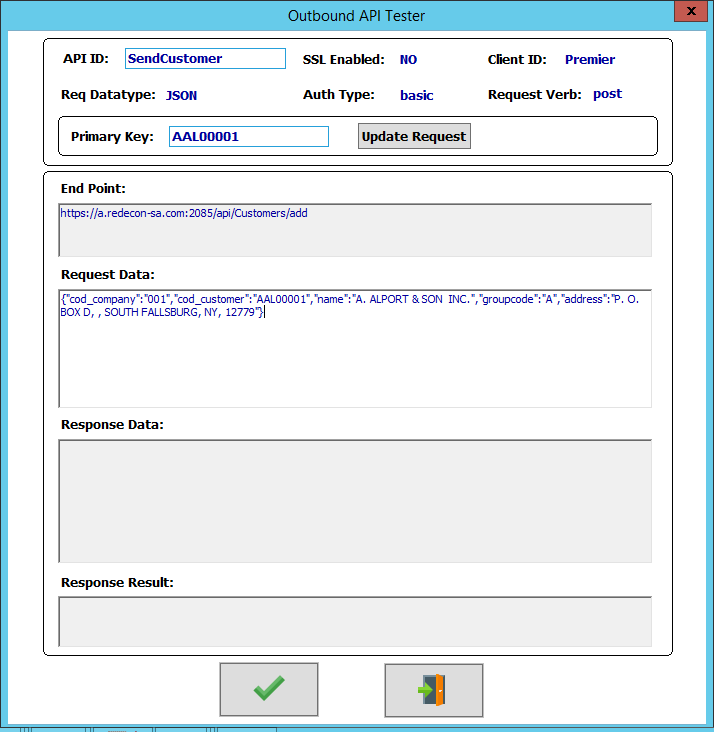 Outbound API Tester
x
API ID: SendCustomer SSL Enabled: NO Client ID: Premier
Req Datatype: JSON Auth Type: basic Request Verb: post
Primary Key: AAL00001 Update Request
End Point:
https://a.redecon-sa.com:2085/api/Customers/add
Request Data:
{"cod_company":"001","cod_customer":"AAL00001","name":"A. ALPORT & SON  INC.","groupcode":"A","address":"P. O.
BOX D, , SOUTH FALLSBURG, NY, 12779"}
Response Data:
Response Result: